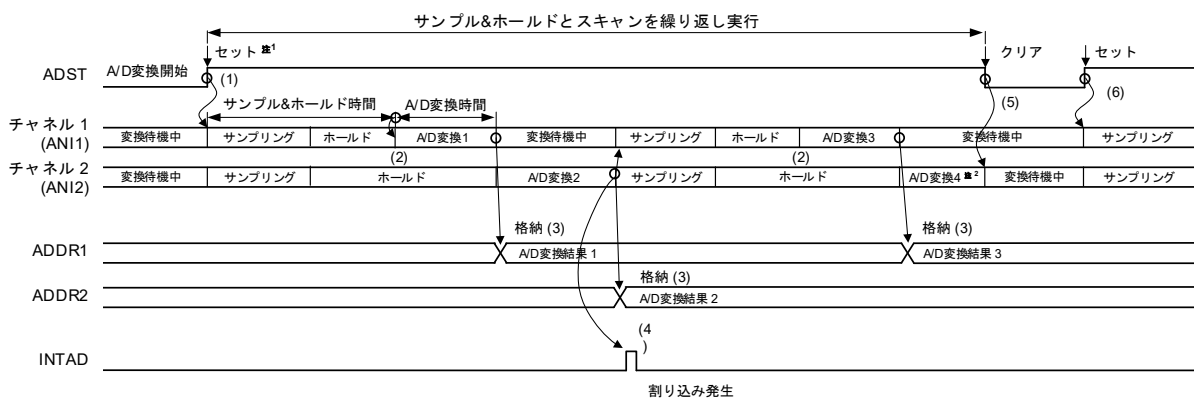 サンプル&ホールドとスキャンを繰り返し実行
セット 注1
クリア
セット
ADST
A/D変換開始
(1)
(5)
(6)
サンプル&ホールド時間
A/D変換時間
チャネル 1
(ANI1)
変換待機中
サンプリング
ホールド
A/D変換1
変換待機中
サンプリング
ホールド
A/D変換3
変換待機中
サンプリング
(2)
(2)
チャネル 2
(ANI2)
変換待機中
サンプリング
ホールド
A/D変換2
サンプリング
ホールド
A/D変換4 注2
変換待機中
サンプリング
格納 (3)
格納 (3)
ADDR1
A/D変換結果 1
A/D変換結果 3
格納 (3)
ADDR2
A/D変換結果 2
(4
)
INTAD
割り込み発生